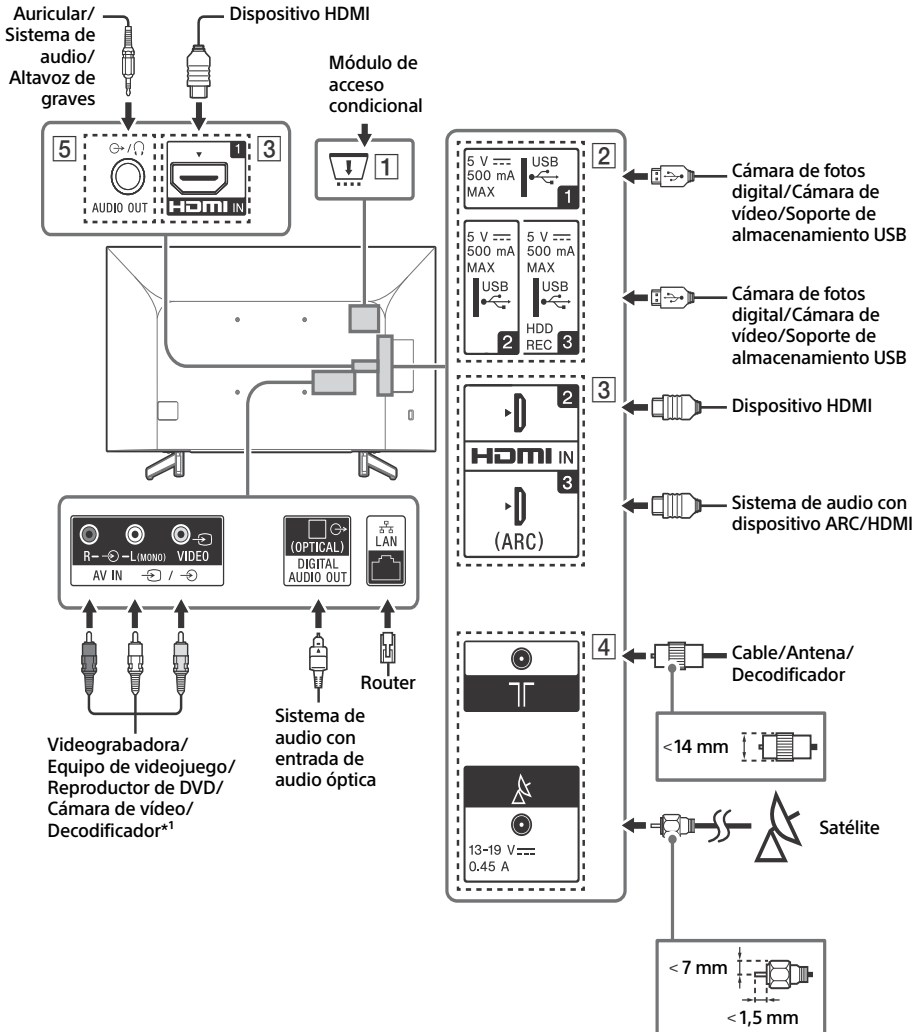 Auricular/
Sistema de
audio/
Altavoz de
graves
Dispositivo HDMI
Módulo de
acceso
condicional
5
AUDIO OUT
1
3
HDMI IN
1
2
5 V
500 mA
MAX
USB
1
Cámara de fotos
digital/Cámara de
vídeo/Soporte de
almacenamiento USB
5 V
500 mA
MAX
USB
2
5 V
500 mA
MAX
USB
HDD
REC 3
Cámara de fotos
digital/Cámara de
vídeo/Soporte de
almacenamiento USB
3
2
HDMI IN
3
(ARC)
Dispositivo HDMI
Sistema de audio con
dispositivo ARC/HDMI
R -L(MONO) VIDEO
AV IN /
(OPTICAL)
DIGITAL
AUDIO OUT
LAN
Videograbadora/
Equipo de videojuego/
Reproductor de DVD/
Cámara de vídeo/
Decodificador*1
Sistema de
audio con
entrada de
audio óptica
Router
4
Cable/Antena/
Decodificador
<14 mm
13-19 V
0.45 A
Satélite
<7 mm
<1,5 mm